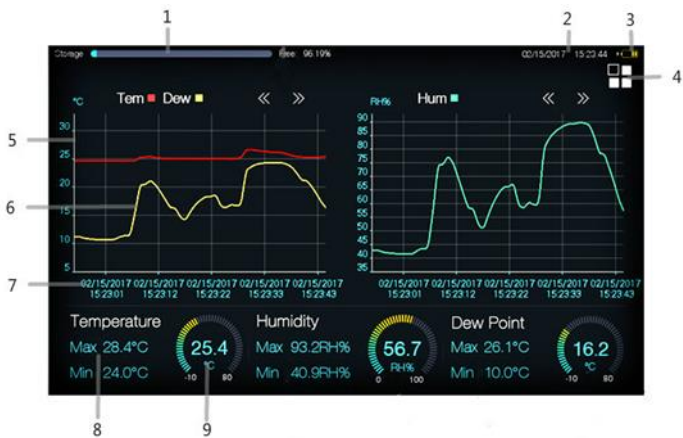 1 2 3
Storage Free 96.19% 02/15/2017 15:23:44
4
°C Tem Dew « » RH% Hum « »
5
6
7
30
25
20
15
10
5
90
85
80
75
70
65
60
55
50
45
40
35
02/15/2017 02/15/2017 02/15/2017 02/15/2017 02/15/2017
15:23:01 15:23:12 15:23:22 15:23:33 15:23:43
02/15/2017 02/15/2017 02/15/2017 02/15/2017 02/15/2017
15:23:01 15:23:12 15:23:22 15:23:33 15:23:43
Temperature
Max 28.4°C
Min 24.0°C
25.4
°C
-10 80
Humidity
Max 93.2RH%
Min 40.9RH%
56.7
RH%
0 100
Dew Point
Max 26.1°C
Min 10.0°C
16.2
°C
-10 80
8 9